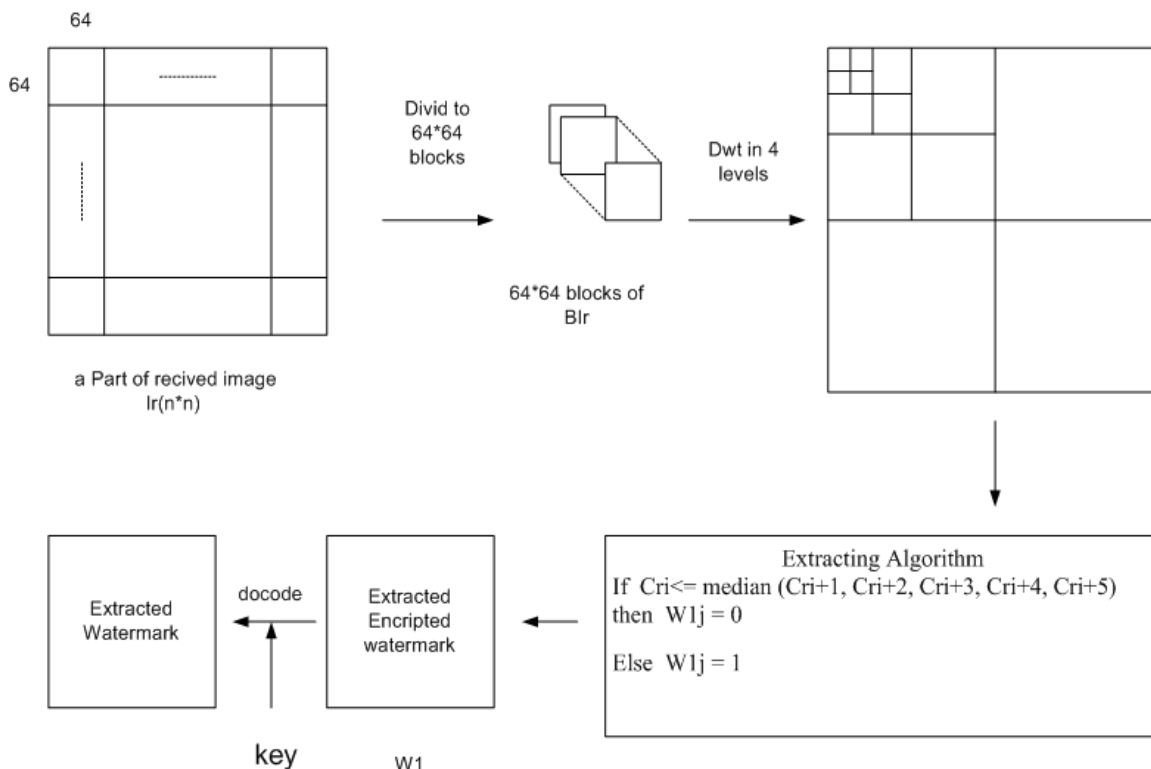 64
64
Divid to
64*64
blocks
Dwt in 4
levels
64*64 blocks of
BIr
a Part of recived image
Ir(n*n)
Extracting Algorithm
If Cri<= median (Cri+1, Cri+2, Cri+3, Cri+4, Cri+5)
then W1j = 0
Else W1j = 1
Extracted
Encripted
watermark
W1
docode
key
Extracted
Watermark